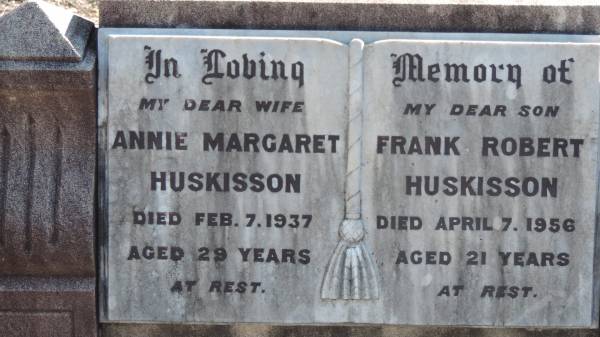 In Loving
MY DEAR WIFE
ANNIE MARGARET
HUSKISSON
DIED FEB. 7. 1937
AGED 29 YEARS
AT REST.
Memory of
MY DEAR SON
FRANK ROBERT
HUSKISSON
DIED APRIL 7. 1956
AGED 21 YEARS
AT REST.